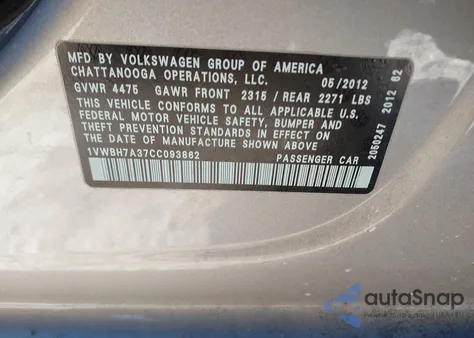 MFD. BY VOLKSWAGEN GROUP OF AMERICA
CHATTANOOGA OPERATIONS, LLC. 05/2012
GVWR 4475 GAWR FRONT 2315 / REAR 2271 LBS
THIS VEHICLE CONFORMS TO ALL APPLICABLE U.S.
FEDERAL MOTOR VEHICLE SAFETY, BUMPER AND
THEFT PREVENTION STANDARDS IN EFFECT ON
THE DATE OF MANUFACTURE SHOWN ABOVE.
1VWBH7A37CC093862 PASSENGER CAR
2050247 2012 62
autoSnap